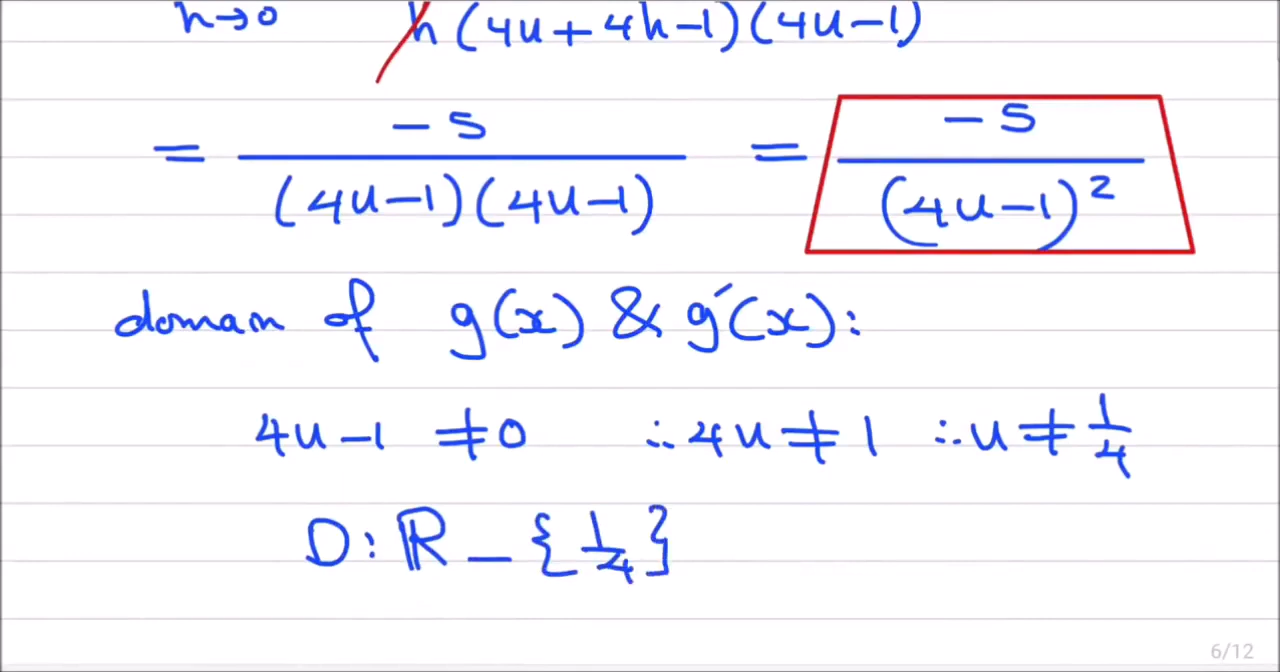 h→0 h(4u+4h-1)(4u-1)
= -5/((4u-1)(4u-1)) = -5/(4u-1)²
domain of g(x) & g′(x):
4u-1 ≠0 ∴4u≠1 ∴u≠1/4
D: ℝ - {1/4}
6/12